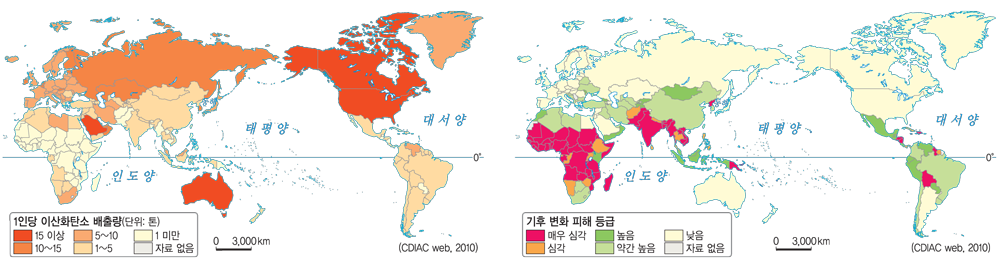 태평양
대서양
인도양
0°
1인당 이산화탄소 배출량(단위: 톤)
15 이상
5~10
1 미만
10~15
1~5
자료 없음
0 3,000km
(CDIAC web, 2010)
태평양
대서양
인도양
0°
기후 변화 피해 등급
매우 심각
높음
낮음
심각
약간 높음
자료 없음
0 3,000km
(CDIAC web, 2010)